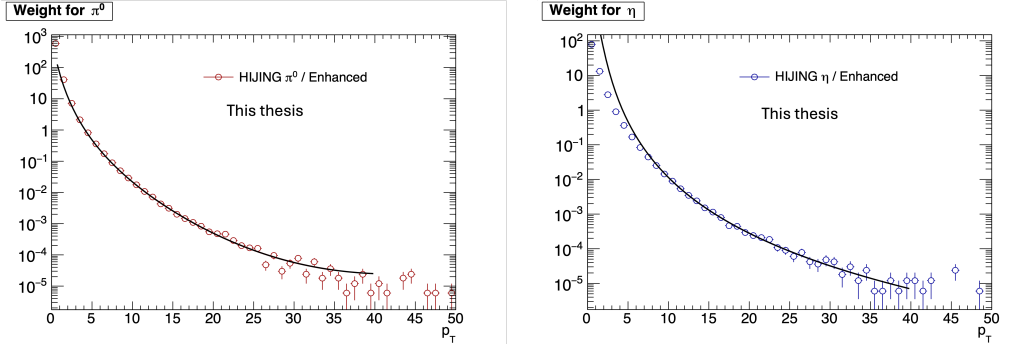 Weight for π⁰
10³
10²
10
1
10⁻¹
10⁻²
10⁻³
10⁻⁴
10⁻⁵
HIJING π⁰ / Enhanced
This thesis
0 5 10 15 20 25 30 35 40 45 50
p_T
Weight for η
10²
10
1
10⁻¹
10⁻²
10⁻³
10⁻⁴
10⁻⁵
HIJING η / Enhanced
This thesis
0 5 10 15 20 25 30 35 40 45 50
p_T